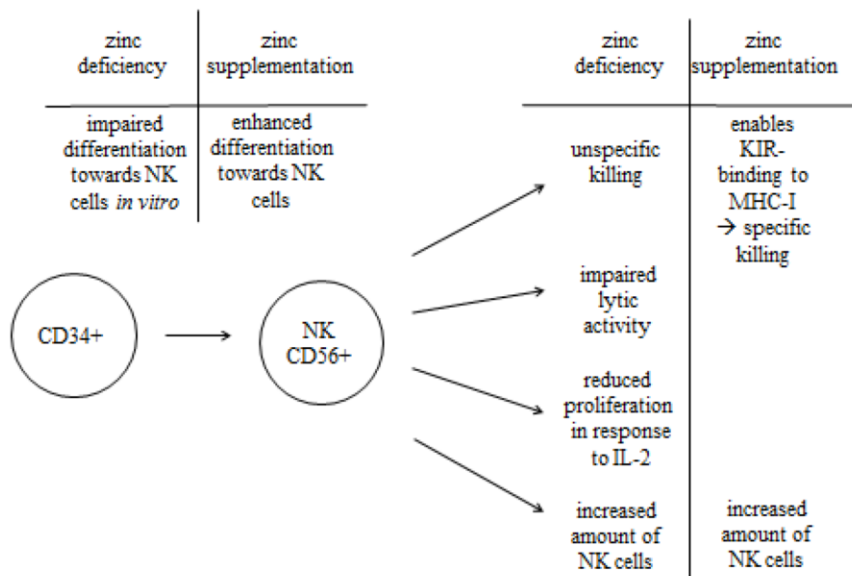 zinc
deficiency
zinc
supplementation
impaired
differentiation
towards NK
cells in vitro
enhanced
differentiation
towards NK
cells
CD34+
NK
CD56+
zinc
deficiency
zinc
supplementation
unspecific
killing
enables
KIR-
binding to
MHC-I
→ specific
killing
impaired
lytic
activity
reduced
proliferation
in response
to IL-2
increased
amount of
NK cells
increased
amount of
NK cells